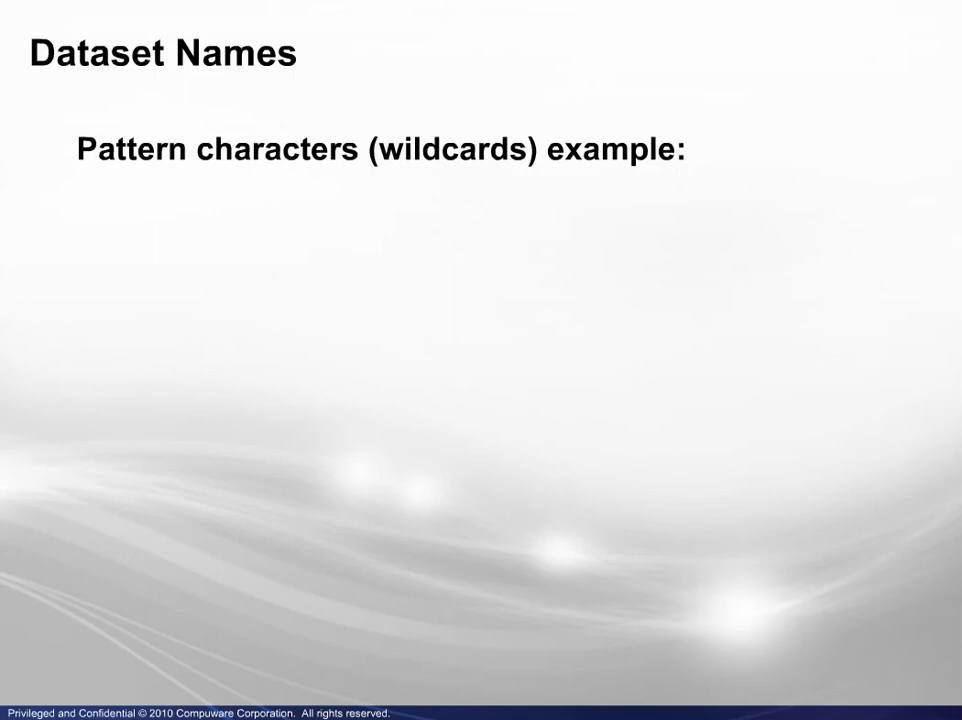 Dataset Names
Pattern characters (wildcards) example:
Privileged and Confidential © 2010 Compuware Corporation. All rights reserved.